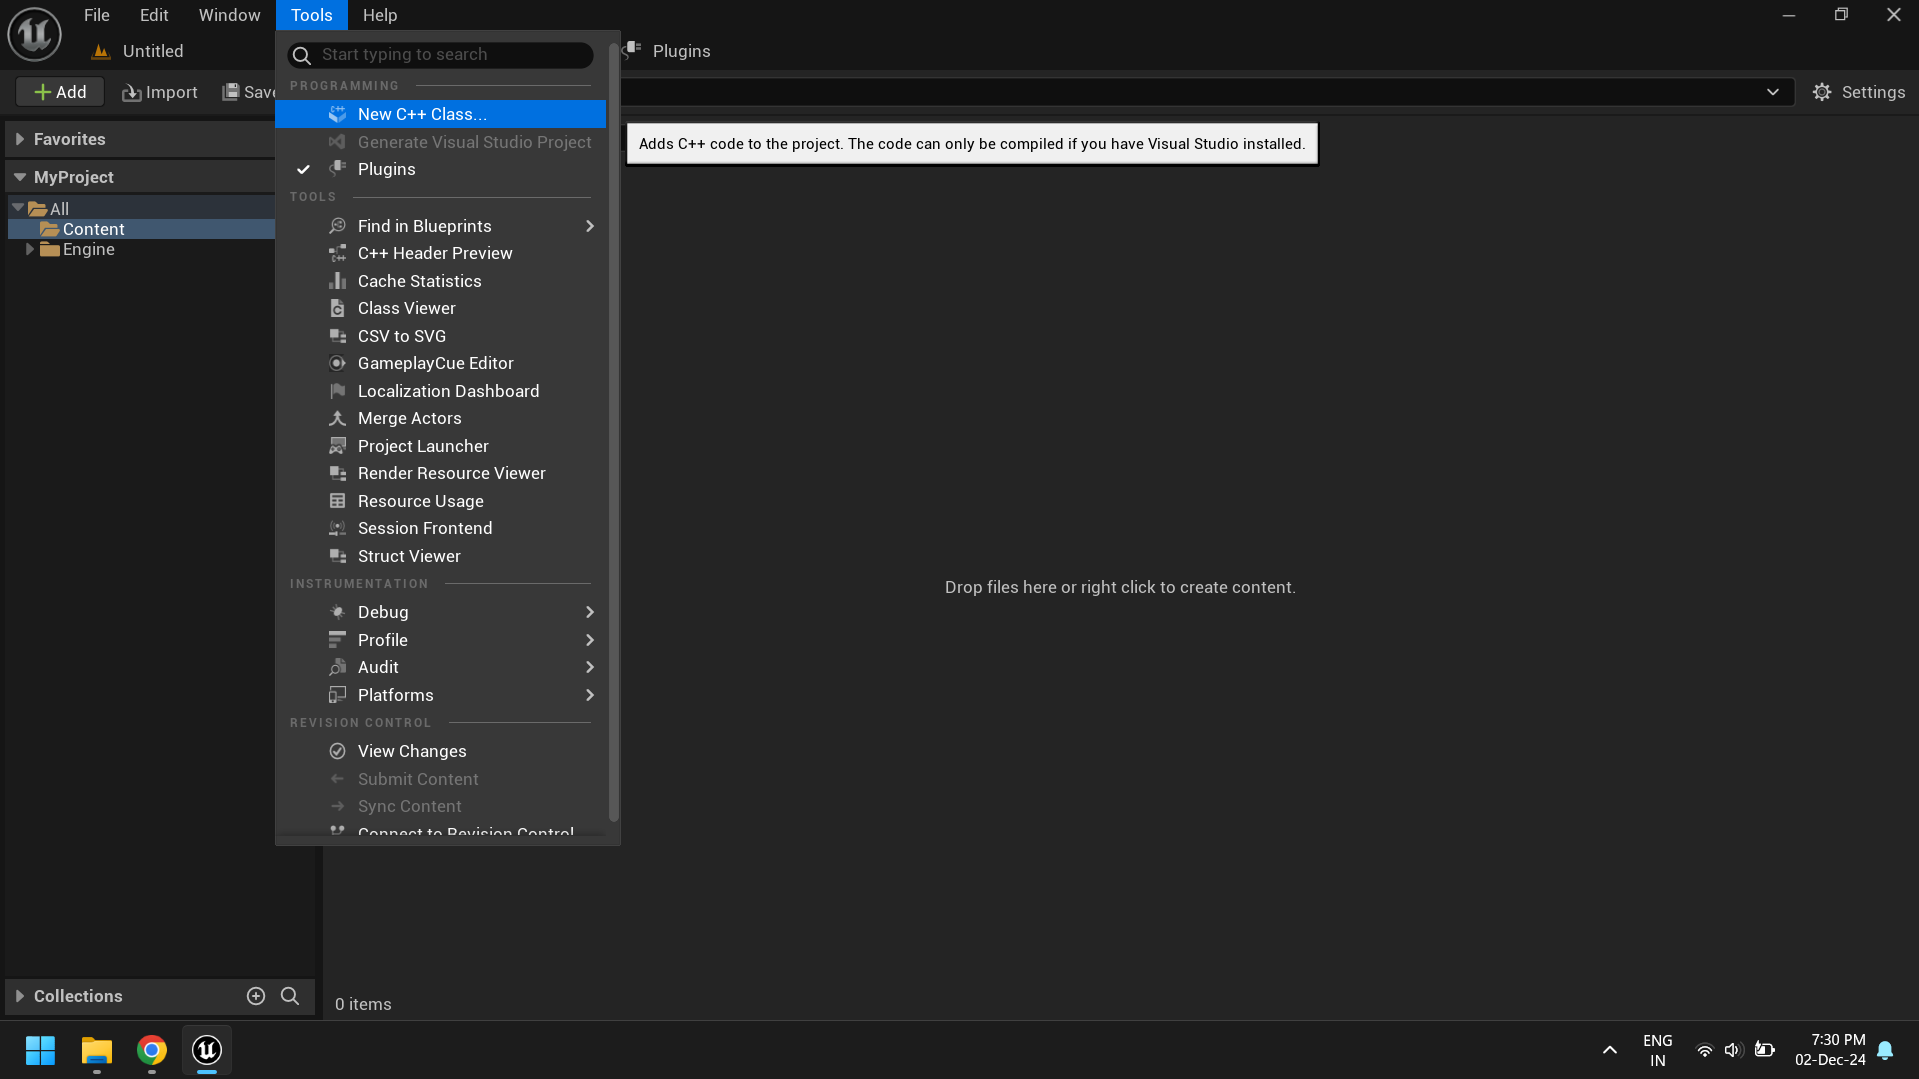 File Edit Window Tools Help
Untitled
Plugins
Start typing to search
Add Import Save
Settings
PROGRAMMING
New C++ Class...
Adds C++ code to the project. The code can only be compiled if you have Visual Studio installed.
Generate Visual Studio Project
Plugins
TOOLS
Find in Blueprints
C++ Header Preview
Cache Statistics
Class Viewer
CSV to SVG
GameplayCue Editor
Localization Dashboard
Merge Actors
Project Launcher
Render Resource Viewer
Resource Usage
Session Frontend
Struct Viewer
INSTRUMENTATION
Debug
Profile
Audit
Platforms
REVISION CONTROL
View Changes
Submit Content
Sync Content
Connect to Revision Control
Favorites
MyProject
All
Content
Engine
Drop files here or right click to create content.
Collections
0 items
ENG
IN
7:30 PM
02-Dec-24